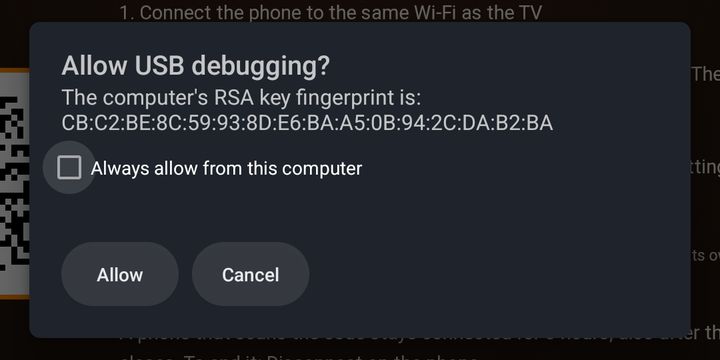 1. Connect the phone to the same Wi-Fi as the TV
Allow USB debugging?
The
The computer's RSA key fingerprint is:
CB:C2:BE:8C:59:93:8D:E6:BA:A5:0B:94:2C:DA:B2:BA
Always allow from this computer
Allow
Cancel